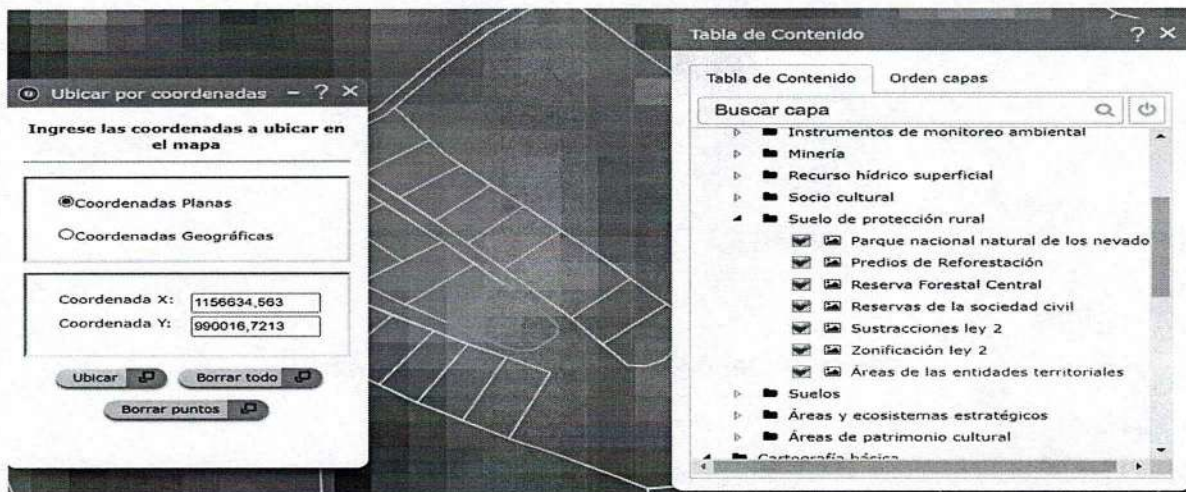 Ubicar por coordenadas – ? ×
Ingrese las coordenadas a ubicar en
el mapa
Coordenadas Planas
Coordenadas Geográficas
Coordenada X: 1156634,563
Coordenada Y: 990016,7213
Ubicar
Borrar todo
Borrar puntos
Tabla de Contenido ? ×
Tabla de Contenido
Orden capas
Buscar capa
Instrumentos de monitoreo ambiental
Minería
Recurso hídrico superficial
Socio cultural
Suelo de protección rural
Parque nacional natural de los nevado
Predios de Reforestación
Reserva Forestal Central
Reservas de la sociedad civil
Sustracciones ley 2
Zonificación ley 2
Áreas de las entidades territoriales
Suelos
Áreas y ecosistemas estratégicos
Áreas de patrimonio cultural
Cartografía básica